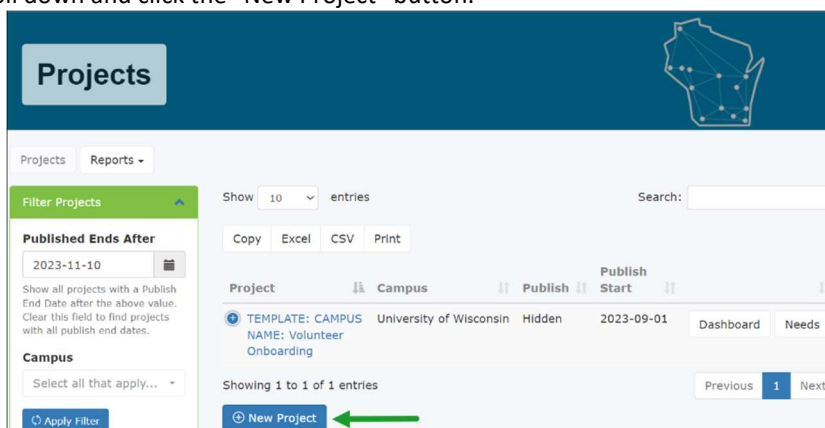 oll down and click the "New Project" button.
Projects
Projects Reports
Filter Projects
Published Ends After
2023-11-10
Show all projects with a Publish
End Date after the above value.
Clear this field to find projects
with all publish end dates.
Campus
Select all that apply...
Apply Filter
Show 10 entries
Search:
Copy Excel CSV Print
Project Campus Publish Publish Start
TEMPLATE: CAMPUS NAME: Volunteer Onboarding University of Wisconsin Hidden 2023-09-01 Dashboard Needs
Showing 1 to 1 of 1 entries
Previous 1 Next
New Project